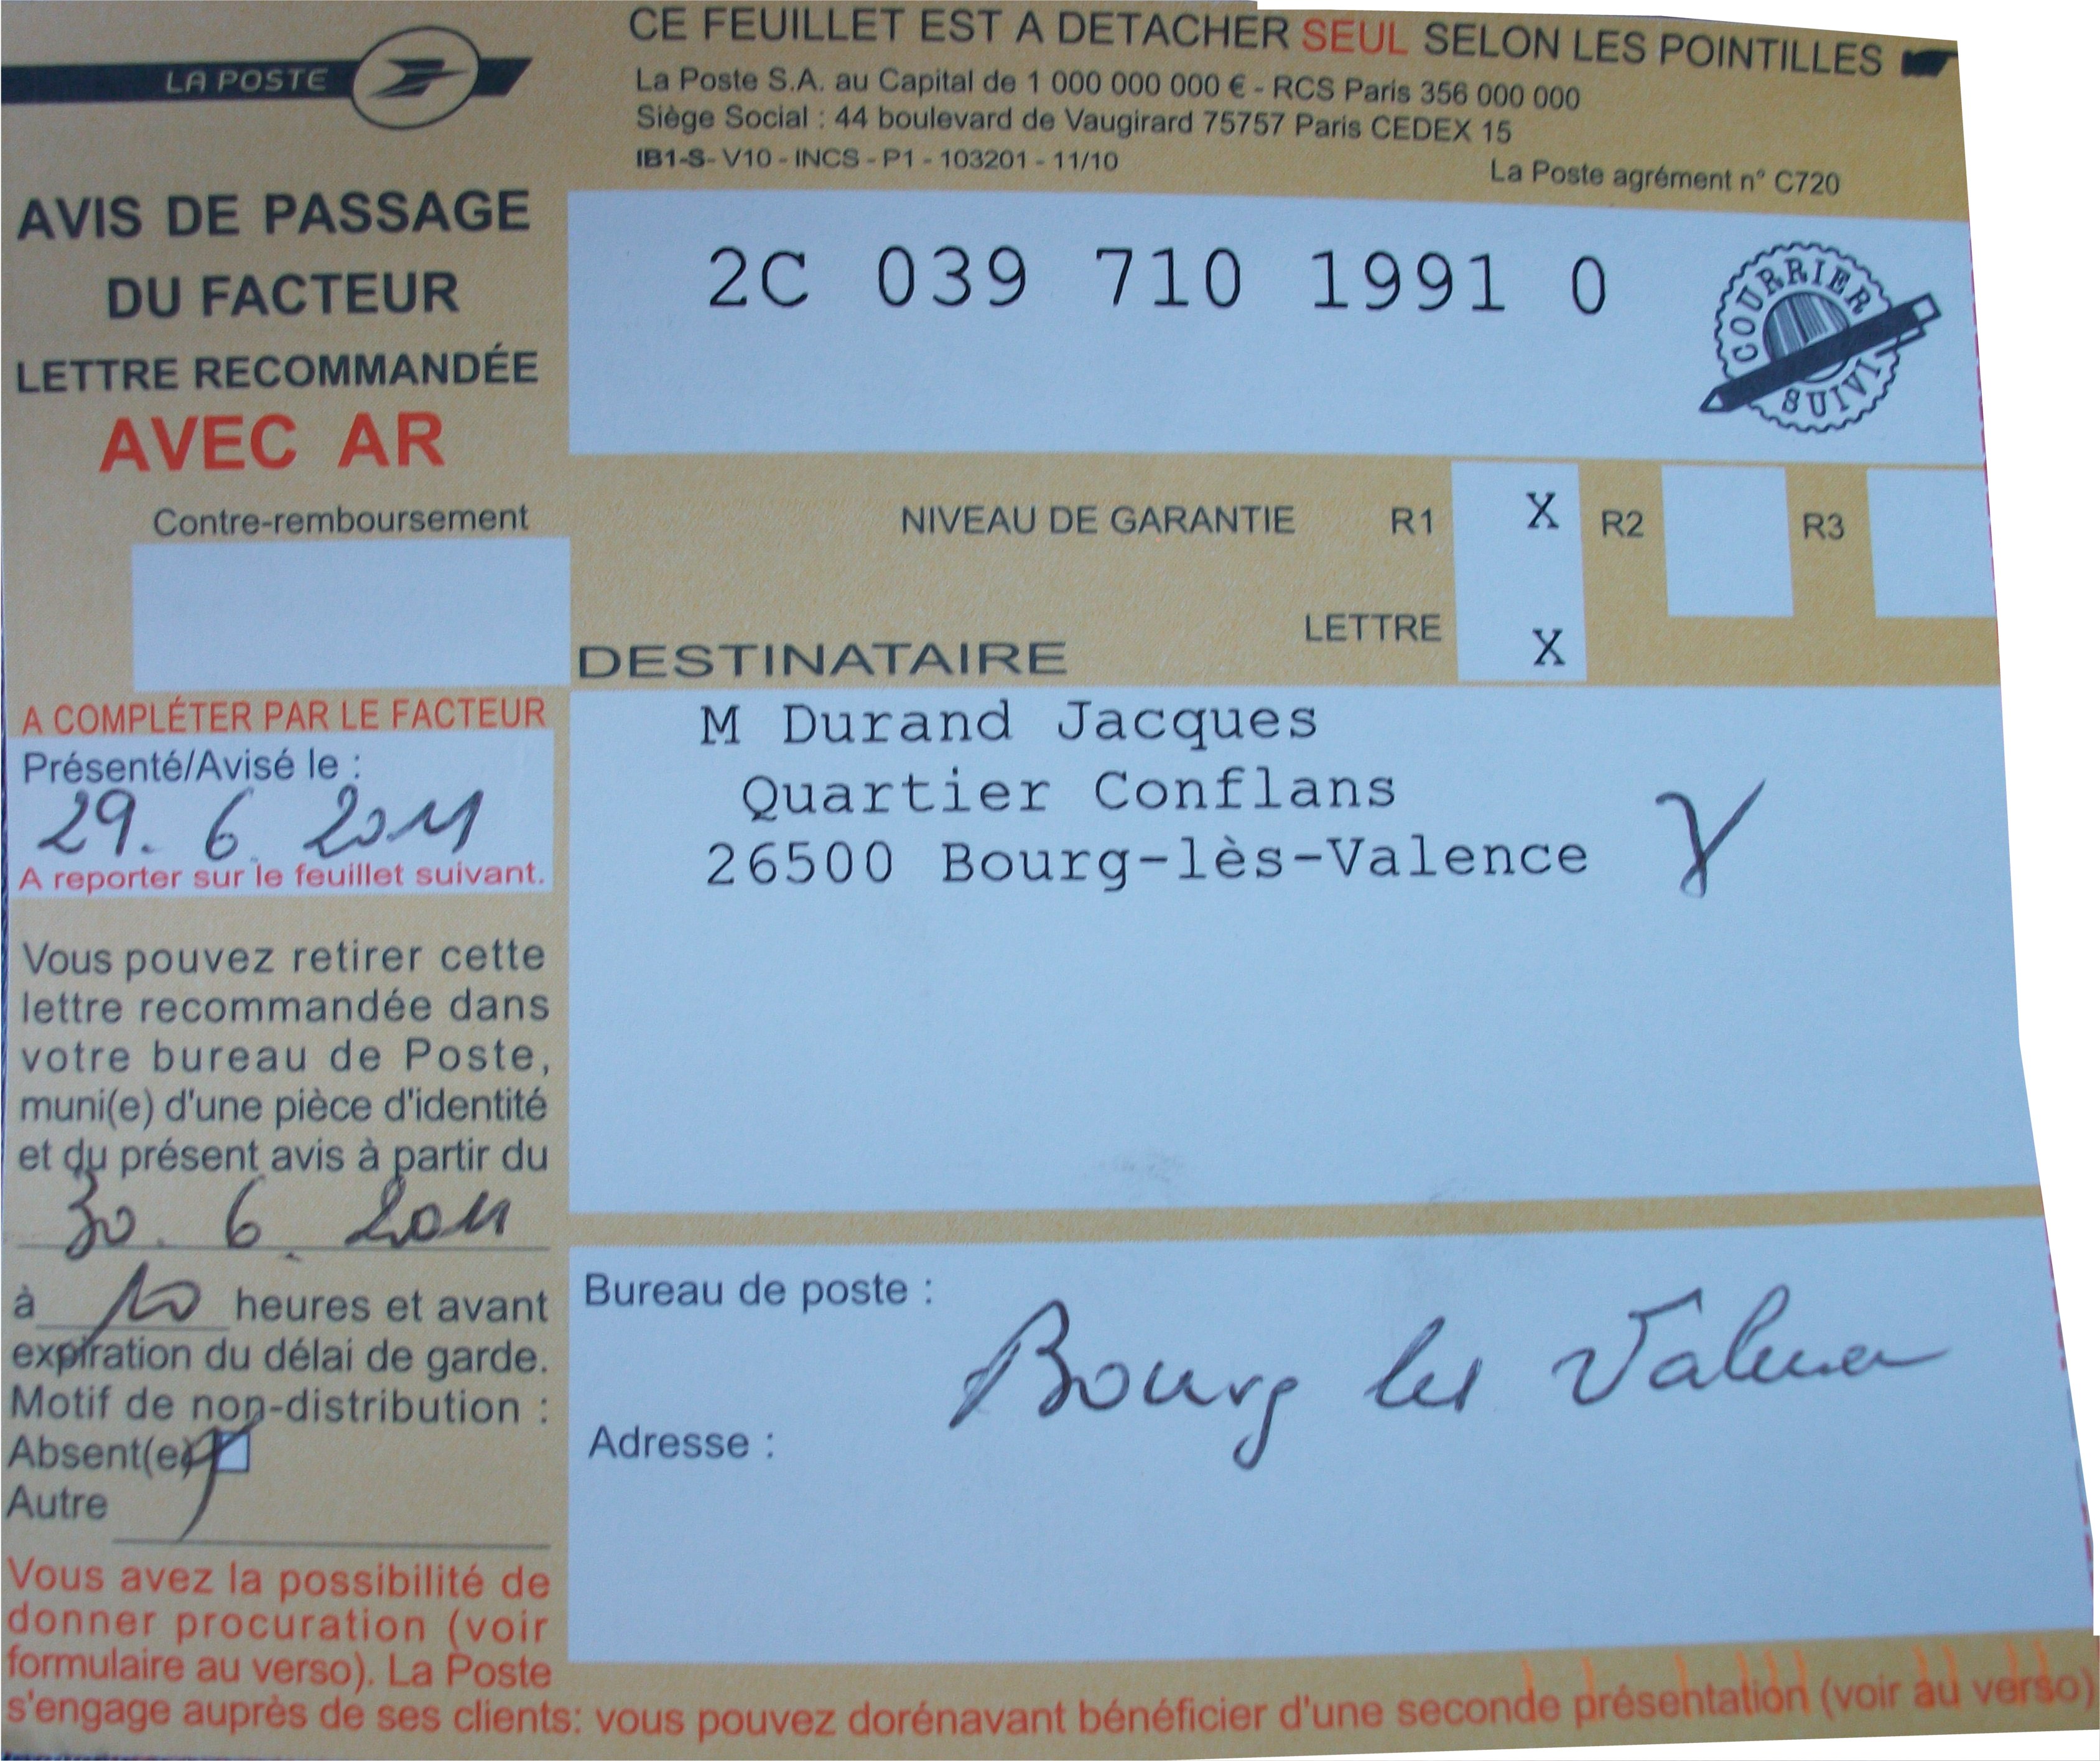 LA POSTE
CE FEUILLET EST A DETACHER SEUL SELON LES POINTILLES
La Poste S.A. au Capital de 1 000 000 000 € - RCS Paris 356 000 000
Siège Social : 44 boulevard de Vaugirard 75757 Paris CEDEX 15
IB1-S- V10 - INCS - P1 - 103201 - 11/10
La Poste agrément n° C720
AVIS DE PASSAGE
DU FACTEUR
LETTRE RECOMMANDÉE
AVEC AR
2C 039 710 1991 0
COURRIER
SUIVI
Contre-remboursement
NIVEAU DE GARANTIE R1 X R2 R3
LETTRE X
DESTINATAIRE
M Durand Jacques
Quartier Conflans
26500 Bourg-lès-Valence
A COMPLÉTER PAR LE FACTEUR
Présenté/Avisé le :
29. 6. 2011
A reporter sur le feuillet suivant.
Vous pouvez retirer cette
lettre recommandée dans
votre bureau de Poste,
muni(e) d'une pièce d'identité
et du présent avis à partir du
30. 6. 2011
à 10 heures et avant
expiration du délai de garde.
Motif de non-distribution :
Absent(e)
Autre
Bureau de poste :
Bourg les Valence
Adresse :
Vous avez la possibilité de
donner procuration (voir
formulaire au verso). La Poste
s'engage auprès de ses clients: vous pouvez dorénavant bénéficier d'une seconde présentation (voir au verso)